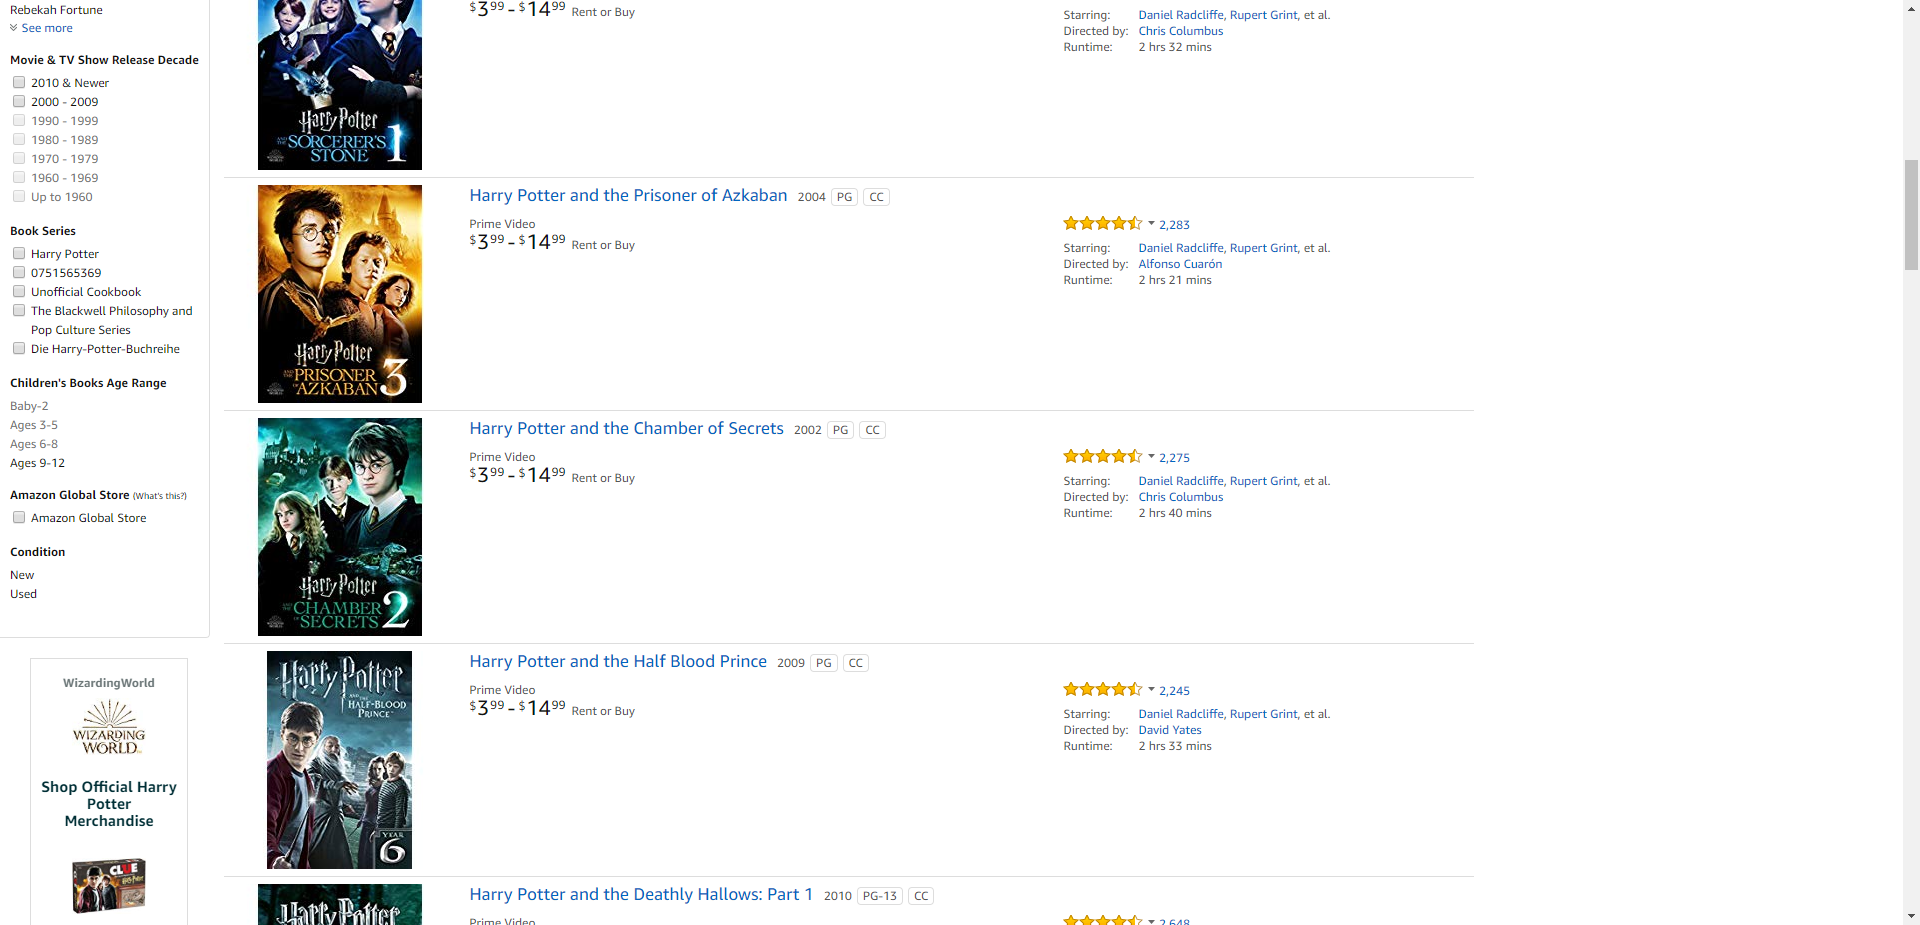 Rebekah Fortune
See more
Movie & TV Show Release Decade
2010 & Newer
2000 - 2009
1990 - 1999
1980 - 1989
1970 - 1979
1960 - 1969
Up to 1960
Book Series
Harry Potter
0751565369
Unofficial Cookbook
The Blackwell Philosophy and
Pop Culture Series
Die Harry-Potter-Buchreihe
Children's Books Age Range
Baby-2
Ages 3-5
Ages 6-8
Ages 9-12
Amazon Global Store (What's this?)
Amazon Global Store
Condition
New
Used
WizardingWorld
WIZARDING
WORLD
Shop Official Harry
Potter
Merchandise
CLUE
Harry Potter
AND THE
SORCERER'S
STONE
1
WIZARDING
WORLD
$3.99 - $14.99 Rent or Buy
Starring: Daniel Radcliffe, Rupert Grint, et al.
Directed by: Chris Columbus
Runtime: 2 hrs 32 mins
Harry Potter
AND THE
PRISONER
OF
AZKABAN
3
WIZARDING
WORLD
Harry Potter and the Prisoner of Azkaban 2004 PG CC
Prime Video
$3.99 - $14.99 Rent or Buy
2,283
Starring: Daniel Radcliffe, Rupert Grint, et al.
Directed by: Alfonso Cuarón
Runtime: 2 hrs 21 mins
Harry Potter
AND THE
CHAMBER
OF
SECRETS
2
WIZARDING
WORLD
Harry Potter and the Chamber of Secrets 2002 PG CC
Prime Video
$3.99 - $14.99 Rent or Buy
2,275
Starring: Daniel Radcliffe, Rupert Grint, et al.
Directed by: Chris Columbus
Runtime: 2 hrs 40 mins
Harry Potter
AND THE
HALF-BLOOD
PRINCE
YEAR
6
Harry Potter and the Half Blood Prince 2009 PG CC
Prime Video
$3.99 - $14.99 Rent or Buy
2,245
Starring: Daniel Radcliffe, Rupert Grint, et al.
Directed by: David Yates
Runtime: 2 hrs 33 mins
Harry Potter
Harry Potter and the Deathly Hallows: Part 1 2010 PG-13 CC
Prime Video
2,648